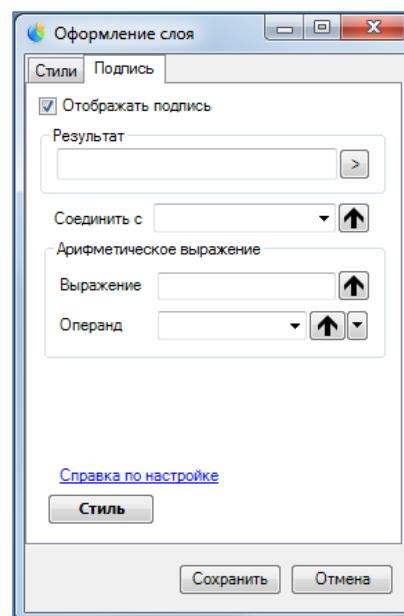 Оформление слоя
Стили Подпись
Отображать подпись
Результат
>
Соединить с
Арифметическое выражение
Выражение
Операнд
Справка по настройке
Стиль
Сохранить Отмена